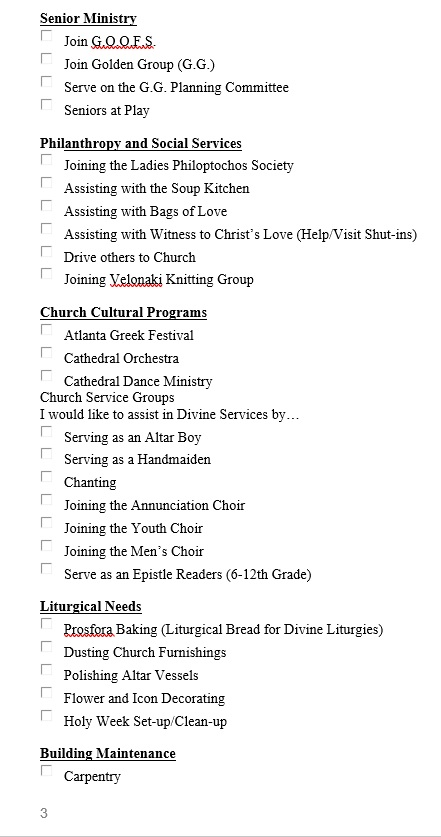 Senior Ministry
Join G.O.O.F.S.
Join Golden Group (G.G.)
Serve on the G.G. Planning Committee
Seniors at Play
Philanthropy and Social Services
Joining the Ladies Philoptochos Society
Assisting with the Soup Kitchen
Assisting with Bags of Love
Assisting with Witness to Christ’s Love (Help/Visit Shut-ins)
Drive others to Church
Joining Velonaki Knitting Group
Church Cultural Programs
Atlanta Greek Festival
Cathedral Orchestra
Cathedral Dance Ministry
Church Service Groups
I would like to assist in Divine Services by…
Serving as an Altar Boy
Serving as a Handmaiden
Chanting
Joining the Annunciation Choir
Joining the Youth Choir
Joining the Men’s Choir
Serve as an Epistle Readers (6-12th Grade)
Liturgical Needs
Prosfora Baking (Liturgical Bread for Divine Liturgies)
Dusting Church Furnishings
Polishing Altar Vessels
Flower and Icon Decorating
Holy Week Set-up/Clean-up
Building Maintenance
Carpentry
3